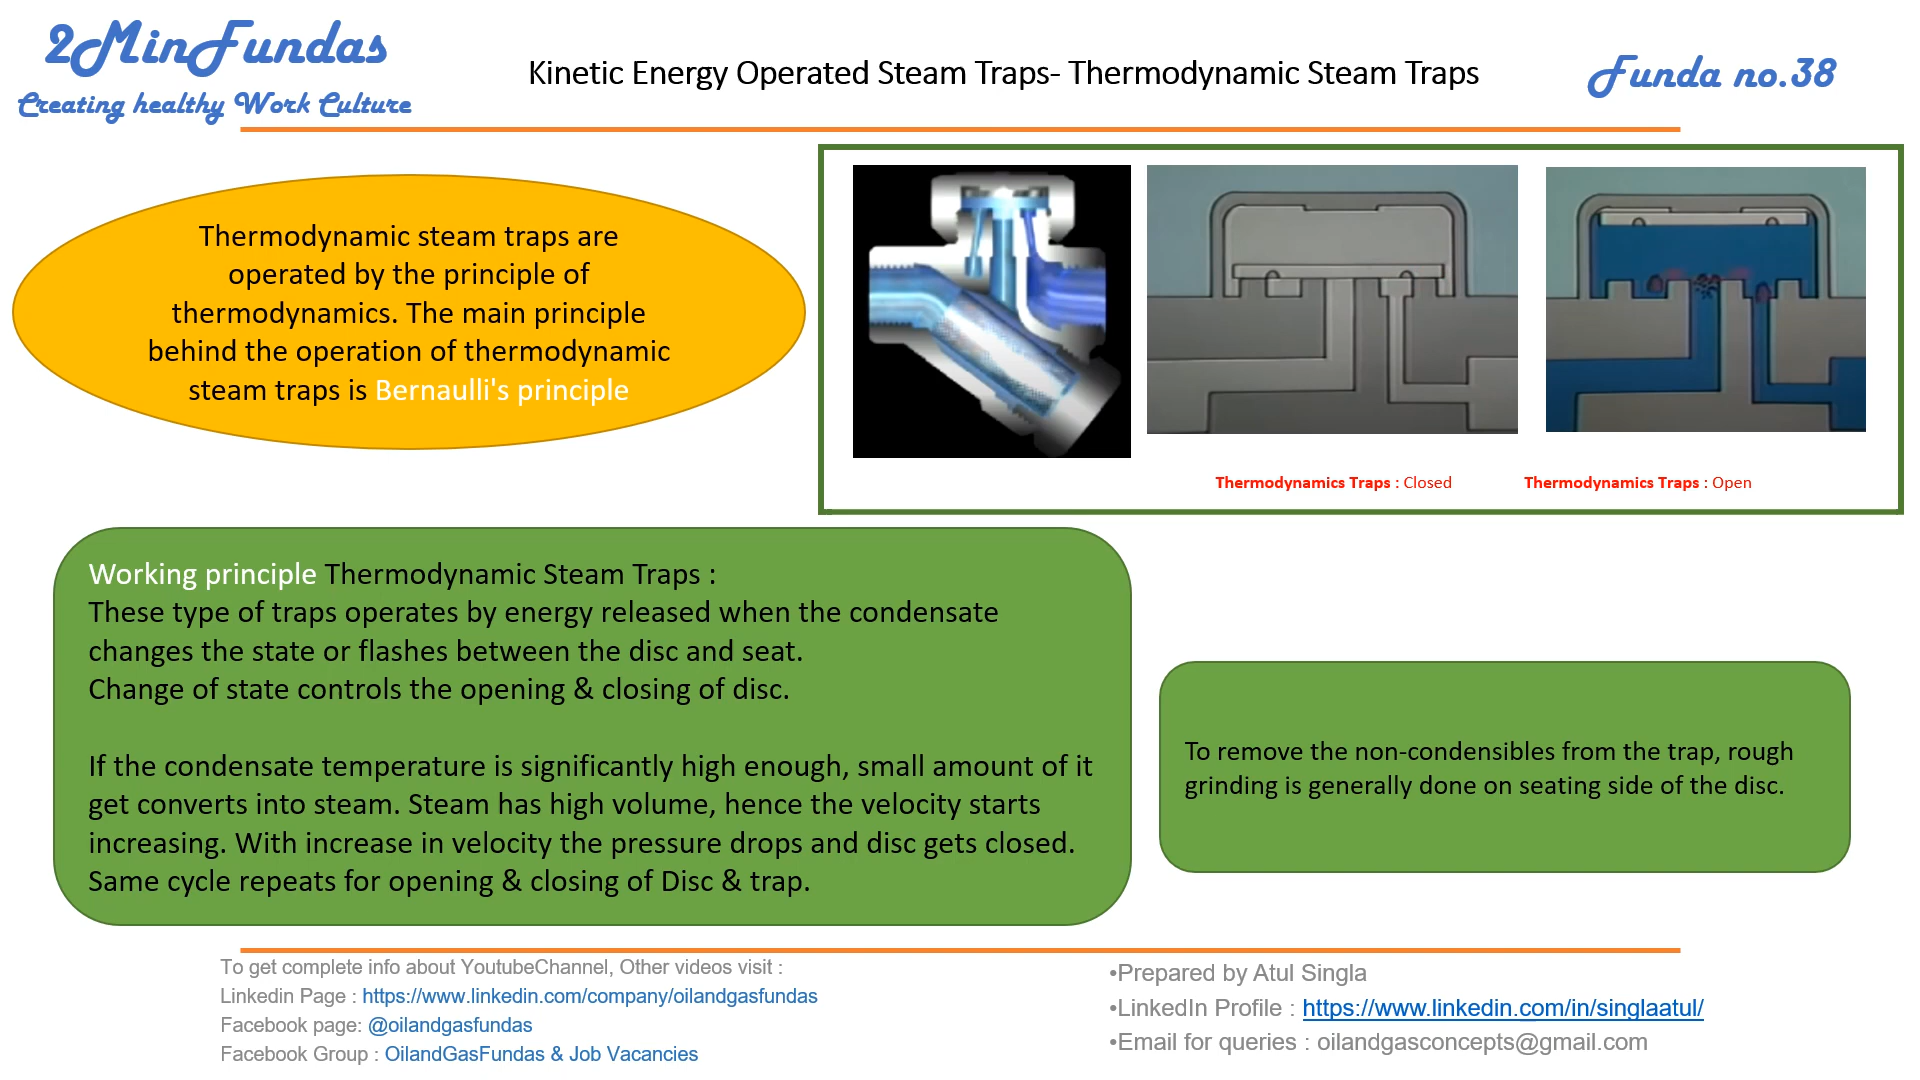 2MinFundas
Creating healthy Work Culture
Kinetic Energy Operated Steam Traps- Thermodynamic Steam Traps
Funda no.38
Thermodynamic steam traps are
operated by the principle of
thermodynamics. The main principle
behind the operation of thermodynamic
steam traps is Bernaulli's principle
Thermodynamics Traps : Closed
Thermodynamics Traps : Open
Working principle Thermodynamic Steam Traps :
These type of traps operates by energy released when the condensate
changes the state or flashes between the disc and seat.
Change of state controls the opening & closing of disc.
If the condensate temperature is significantly high enough, small amount of it
get converts into steam. Steam has high volume, hence the velocity starts
increasing. With increase in velocity the pressure drops and disc gets closed.
Same cycle repeats for opening & closing of Disc & trap.
To remove the non-condensibles from the trap, rough
grinding is generally done on seating side of the disc.
To get complete info about YoutubeChannel, Other videos visit :
Linkedin Page : https://www.linkedin.com/company/oilandgasfundas
Facebook page: @oilandgasfundas
Facebook Group : OilandGasFundas & Job Vacancies
•Prepared by Atul Singla
•LinkedIn Profile : https://www.linkedin.com/in/singlaatul/
•Email for queries : oilandgasconcepts@gmail.com